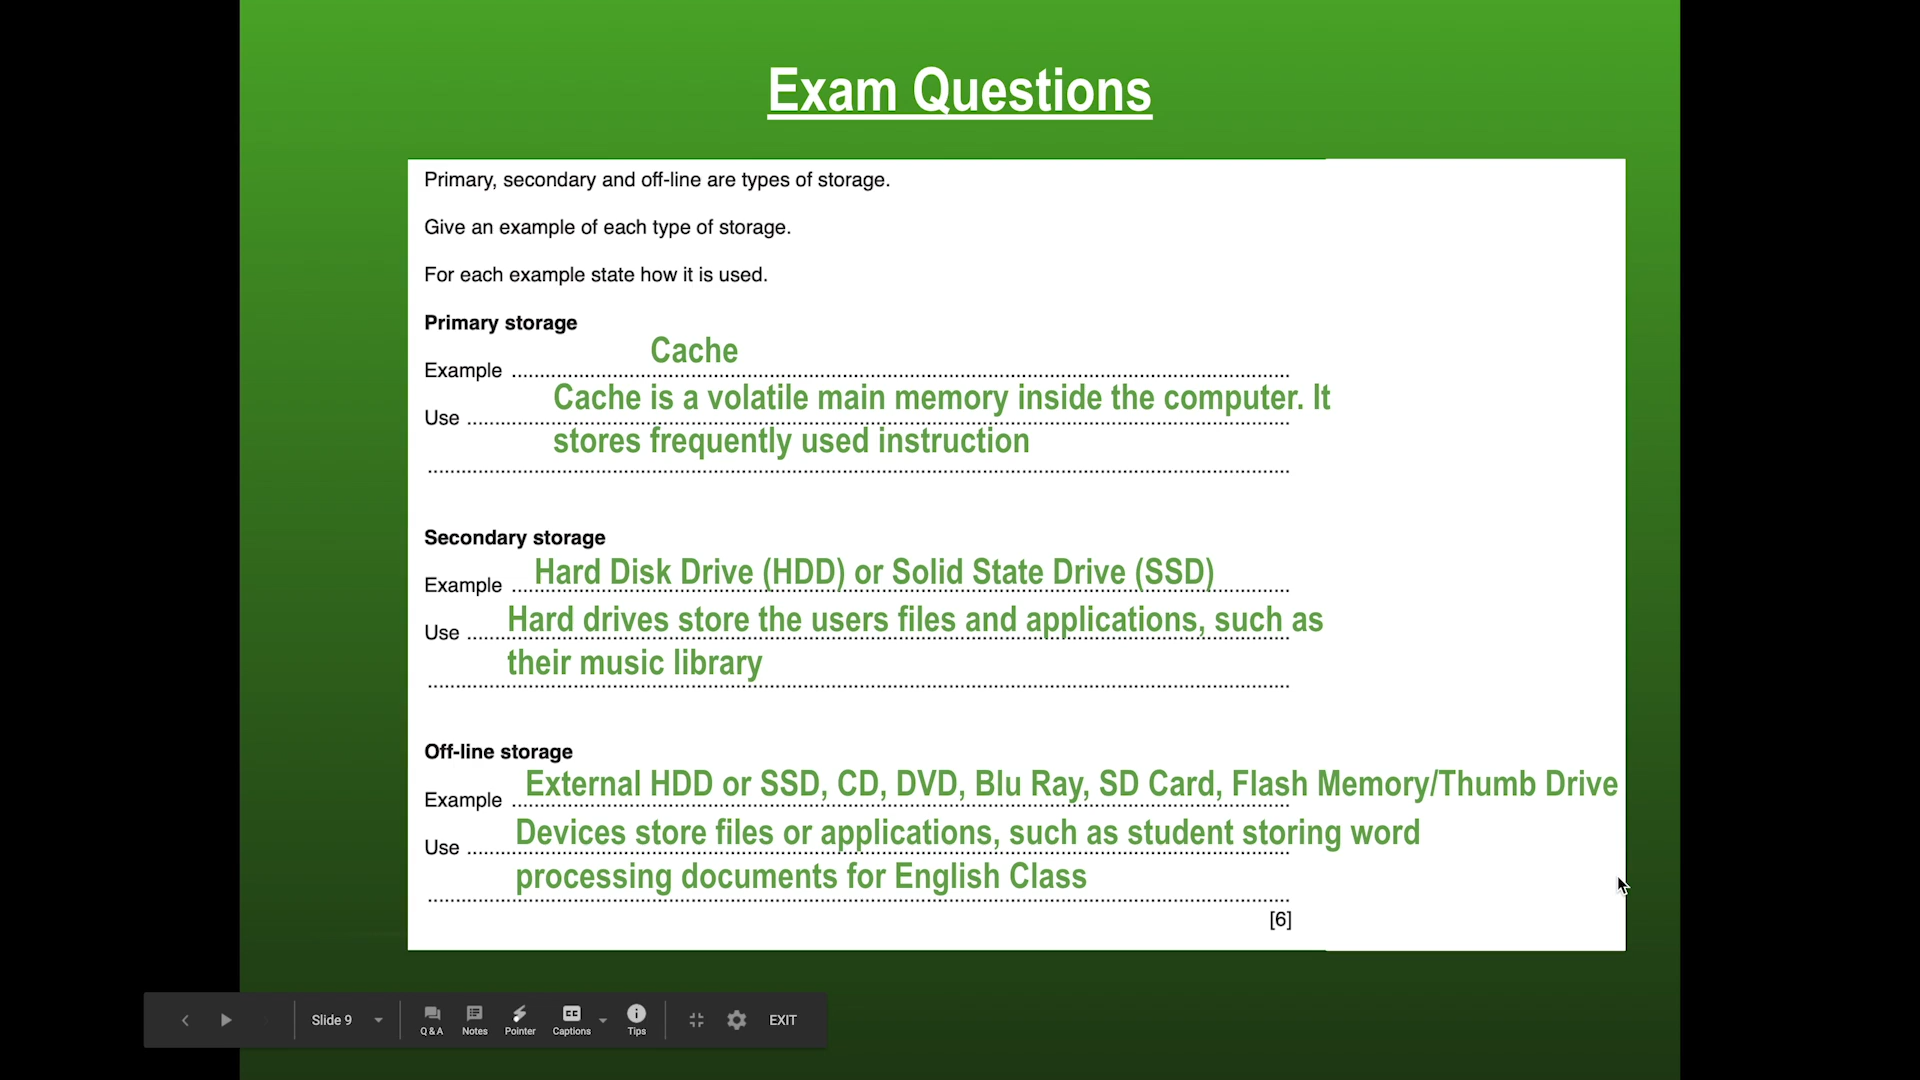 Exam Questions
Primary, secondary and off-line are types of storage.
Give an example of each type of storage.
For each example state how it is used.
Primary storage
Example Cache
Use Cache is a volatile main memory inside the computer. It
stores frequently used instruction
Secondary storage
Example Hard Disk Drive (HDD) or Solid State Drive (SSD)
Use Hard drives store the users files and applications, such as
their music library
Off-line storage
Example External HDD or SSD, CD, DVD, Blu Ray, SD Card, Flash Memory/Thumb Drive
Use Devices store files or applications, such as student storing word
processing documents for English Class
[6]
Slide 9 Q & A Notes Pointer Captions Tips EXIT